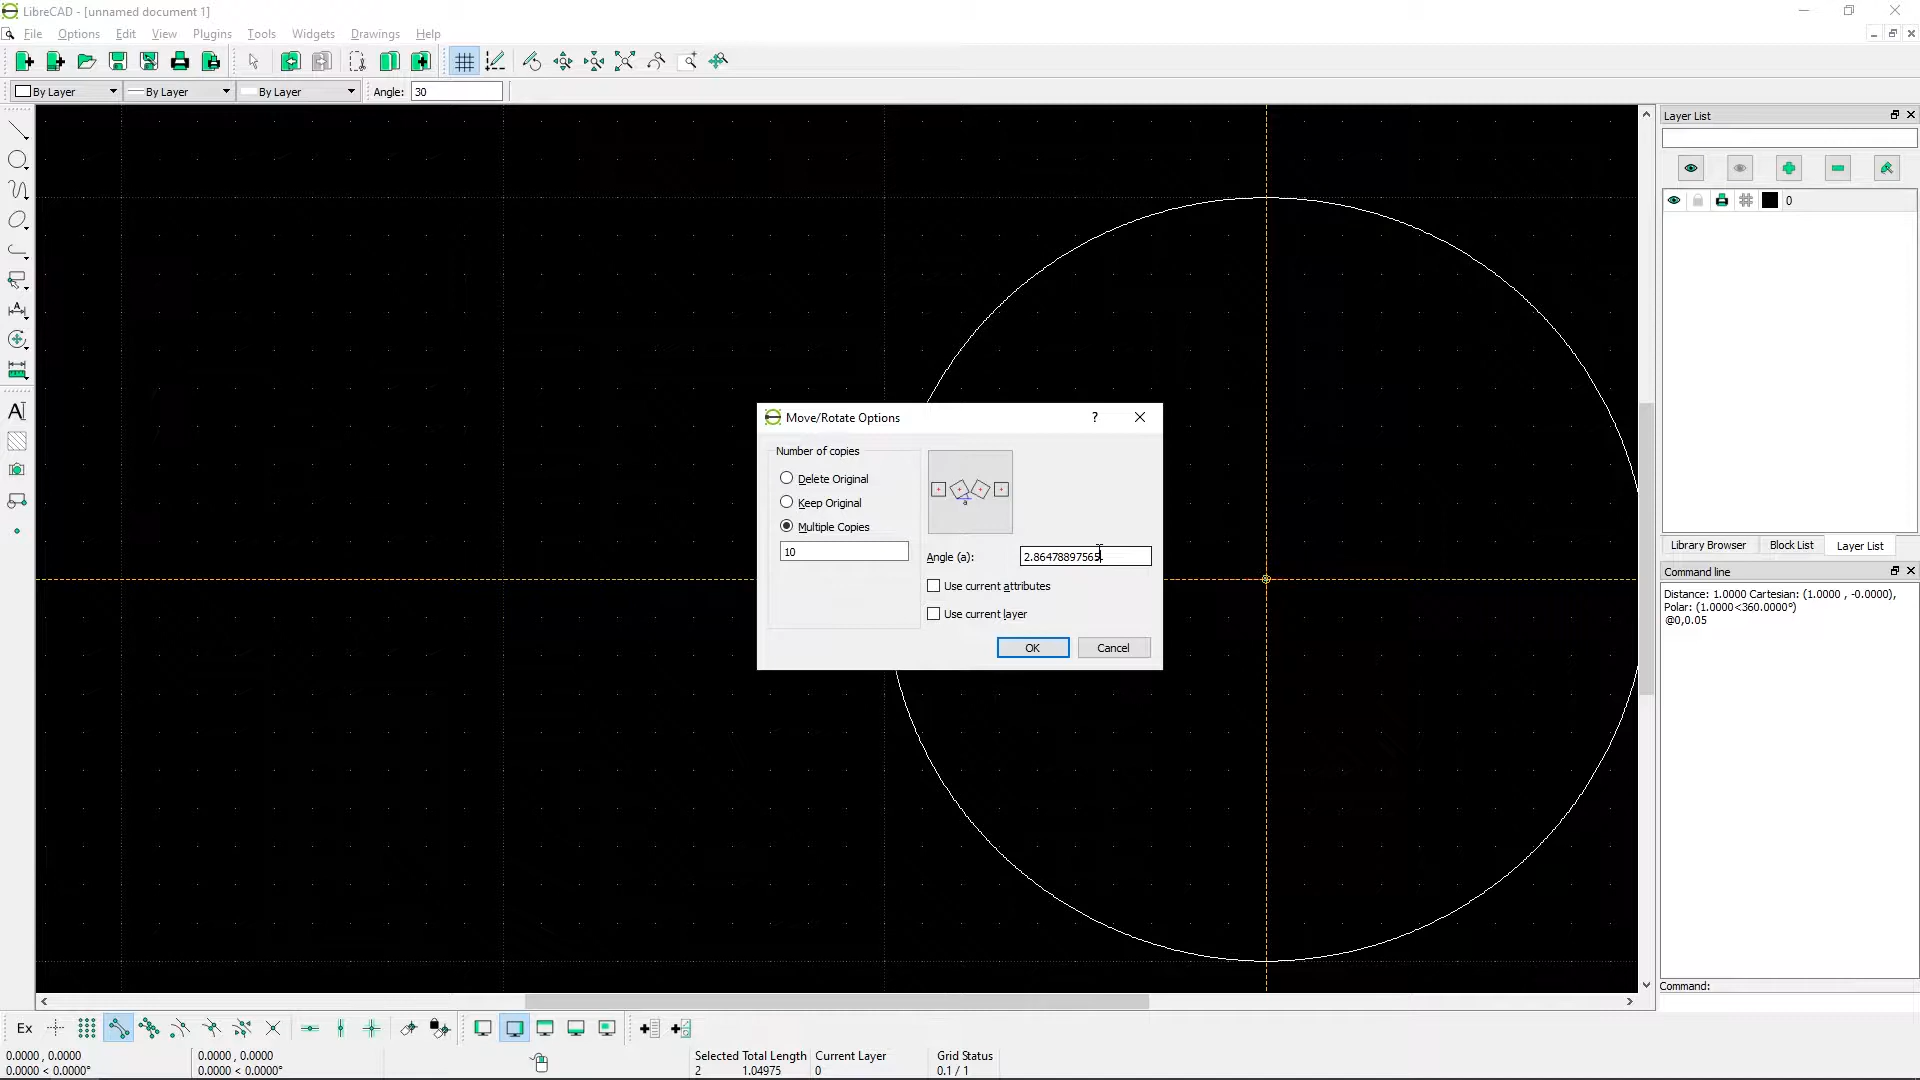 LibreCAD - [unnamed document 1]
File Options Edit View Plugins Tools Widgets Drawings Help
By Layer By Layer By Layer Angle: 30
Layer List
0
Library Browser Block List Layer List
Command line
Distance: 1.0000 Cartesian: (1.0000 , -0.0000),
Polar: (1.0000<360.0000°)
@0,0.05
Command:
Move/Rotate Options ?
Number of copies
Delete Original
Keep Original
Multiple Copies
10
a
Angle (a): 2.86478897565
Use current attributes
Use current layer
OK Cancel
Ex
0.0000 , 0.0000 0.0000 , 0.0000 Selected Total Length Current Layer Grid Status
0.0000 < 0.0000° 0.0000 < 0.0000° 2 1.04975 0 0.1 / 1